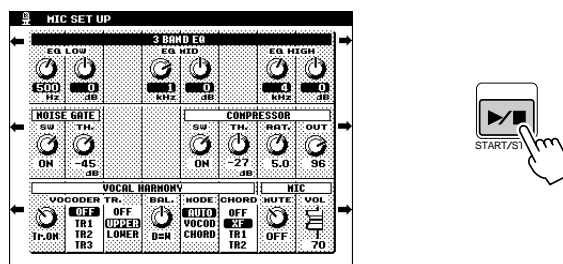 MIC SET UP
3 BAND EQ
EQ LOW EQ MID EQ HIGH
500 0 1 0 4 0
Hz dB kHz dB kHz dB
NOISE GATE COMPRESSOR
SW TH. SW TH. RAT. OUT
ON -45 ON -27 5.0 96
dB dB
VOCAL HARMONY MIC
VOCODER TR. BAL. MODE CHORD MUTE VOL
OFF OFF AUTO OFF
TR1 UPPER VOCOD XF
Tr.ON TR2 LOWER D=W CHORD TR1 OFF
TR3 TR2 70
START/ST